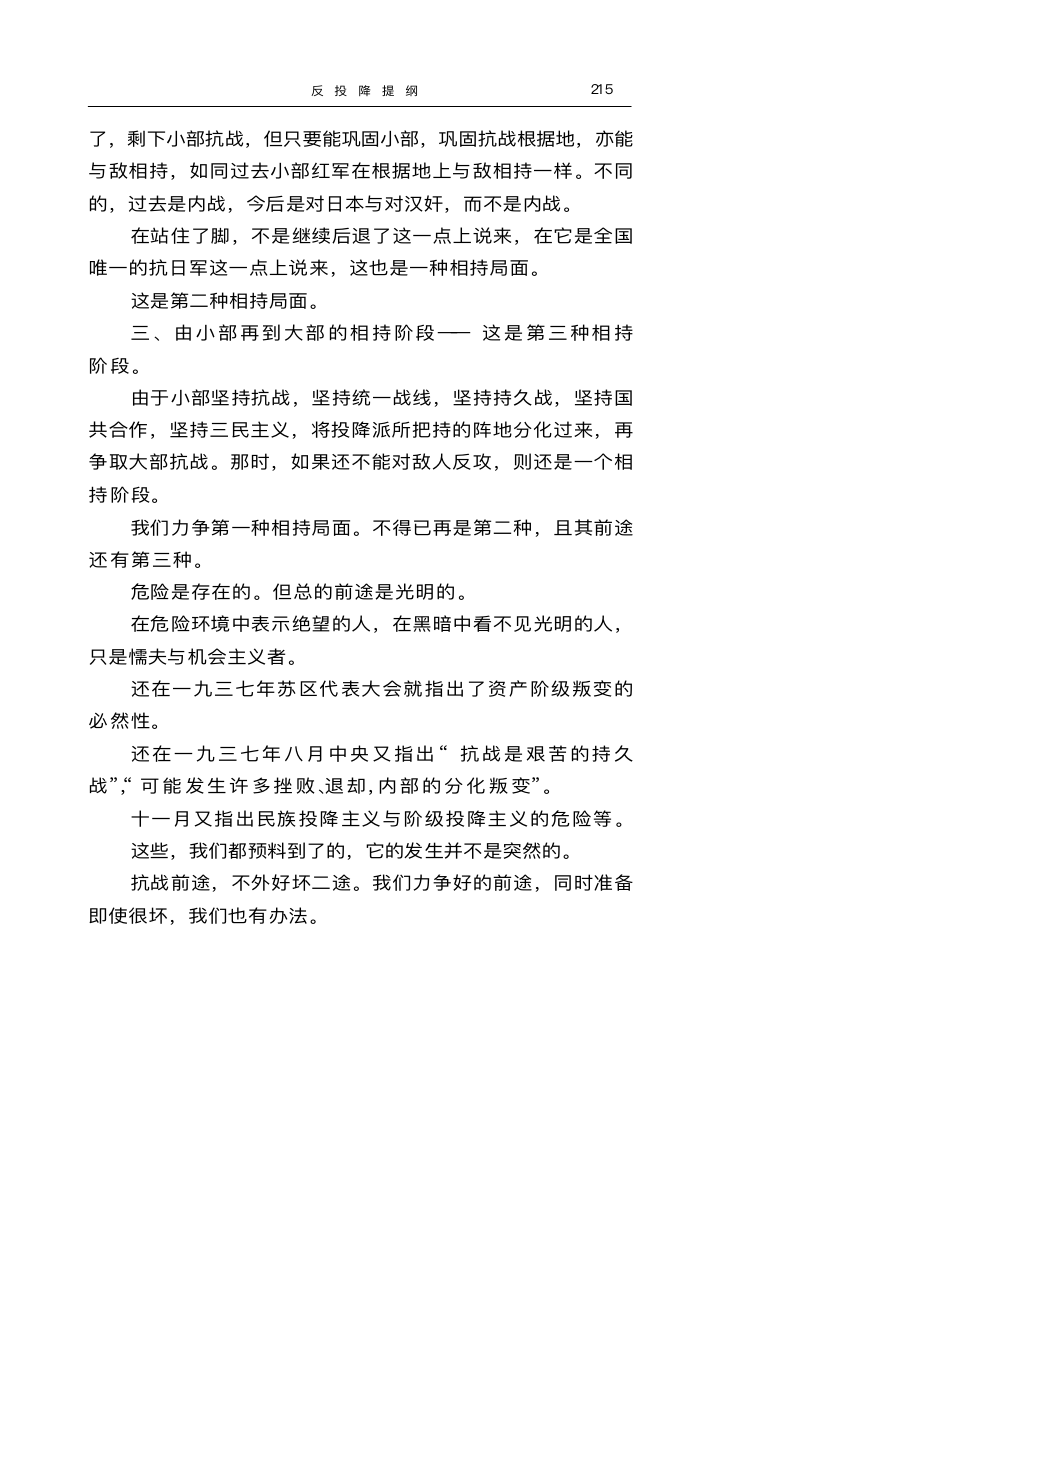 反投降提纲 215
了，剩下小部抗战，但只要能巩固小部，巩固抗战根据地，亦能
与敌相持，如同过去小部红军在根据地上与敌相持一样。不同
的，过去是内战，今后是对日本与对汉奸，而不是内战。
在站住了脚，不是继续后退了这一点上说来，在它是全国
唯一的抗日军这一点上说来，这也是一种相持局面。
这是第二种相持局面。
三、由小部再到大部的相持阶段—— 这是第三种相持
阶段。
由于小部坚持抗战，坚持统一战线，坚持持久战，坚持国
共合作，坚持三民主义，将投降派所把持的阵地分化过来，再
争取大部抗战。那时，如果还不能对敌人反攻，则还是一个相
持阶段。
我们力争第一种相持局面。不得已再是第二种，且其前途
还有第三种。
危险是存在的。但总的前途是光明的。
在危险环境中表示绝望的人，在黑暗中看不见光明的人，
只是懦夫与机会主义者。
还在一九三七年苏区代表大会就指出了资产阶级叛变的
必然性。
还在一九三七年八月中央又指出“ 抗战是艰苦的持久
战”，“ 可能发生许多挫败、退却，内部的分化叛变”。
十一月又指出民族投降主义与阶级投降主义的危险等。
这些，我们都预料到了的，它的发生并不是突然的。
抗战前途，不外好坏二途。我们力争好的前途，同时准备
即使很坏，我们也有办法。